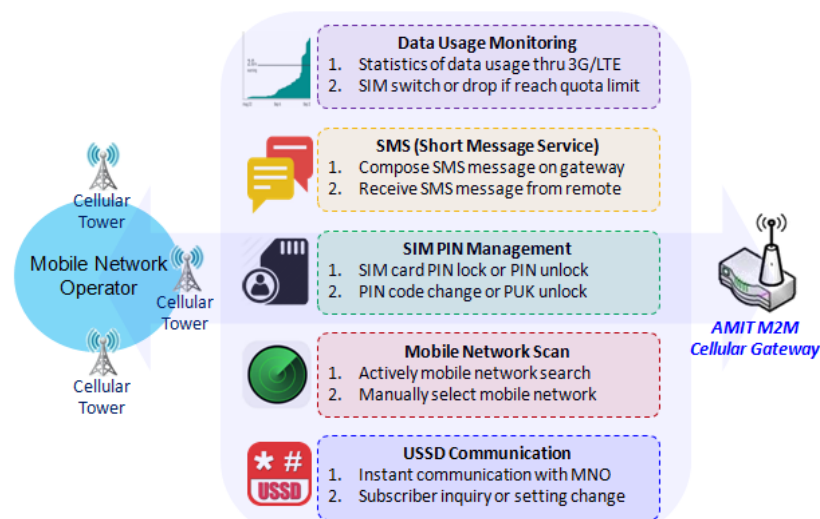 Data Usage Monitoring
1. Statistics of data usage thru 3G/LTE
2. SIM switch or drop if reach quota limit
SMS (Short Message Service)
1. Compose SMS message on gateway
2. Receive SMS message from remote
Cellular
Tower
Mobile Network
Operator
Cellular
Tower
Cellular
Tower
SIM PIN Management
1. SIM card PIN lock or PIN unlock
2. PIN code change or PUK unlock
AMIT M2M
Cellular Gateway
Mobile Network Scan
1. Actively mobile network search
2. Manually select mobile network
* #
USSD
USSD Communication
1. Instant communication with MNO
2. Subscriber inquiry or setting change